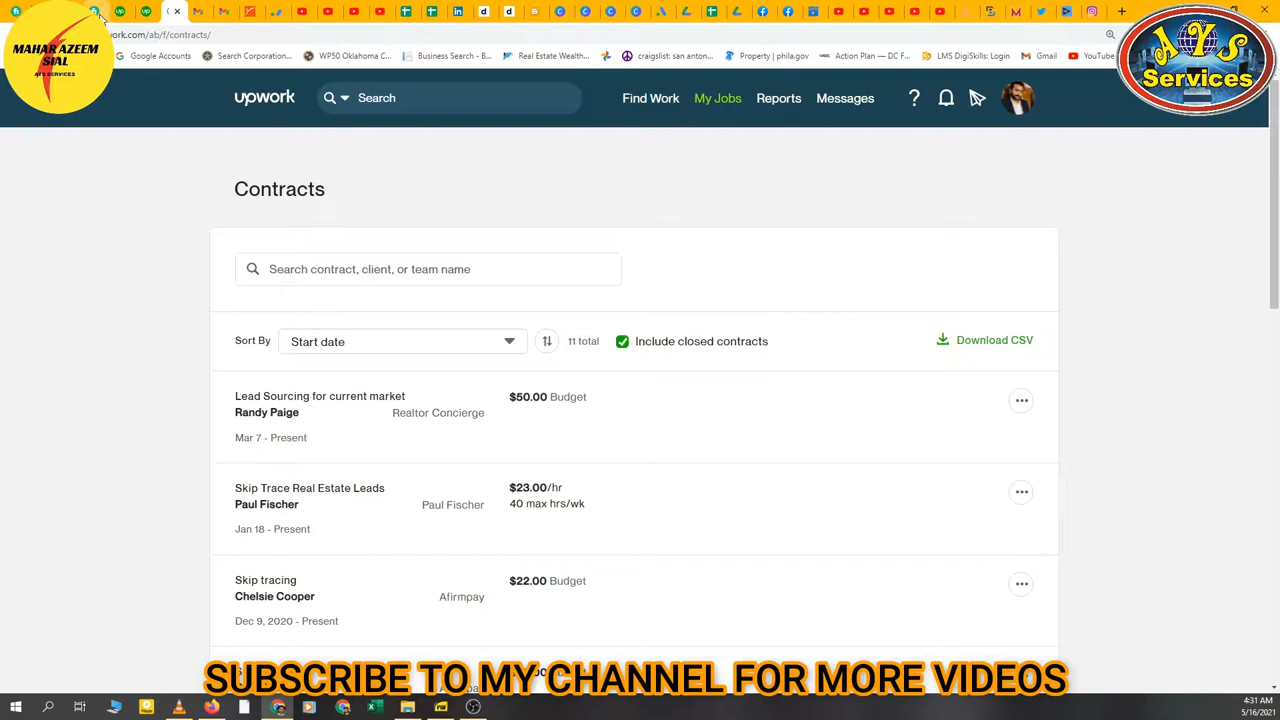 MAHAR AZEEM
SIAL
AYS SERVICES
AYS
Services
work.com/ab/f/contracts/
Google Accounts
Search Corporation...
WP50 Oklahoma C...
Business Search - B...
Real Estate Wealth...
craigslist: san anton...
Property | phila.gov
Action Plan — DC...
LMS DigiSkills: Login
Gmail
YouTube
upwork
Search
Find Work
My Jobs
Reports
Messages
Contracts
Search contract, client, or team name
Sort By
Start date
11 total
Include closed contracts
Download CSV
Lead Sourcing for current market
Randy Paige
Realtor Concierge
$50.00 Budget
Mar 7 - Present
Skip Trace Real Estate Leads
Paul Fischer
Paul Fischer
$23.00/hr
40 max hrs/wk
Jan 18 - Present
Skip tracing
Chelsie Cooper
Afirmpay
$22.00 Budget
Dec 9, 2020 - Present
SUBSCRIBE TO MY CHANNEL FOR MORE VIDEOS
4:31 AM
5/16/2021